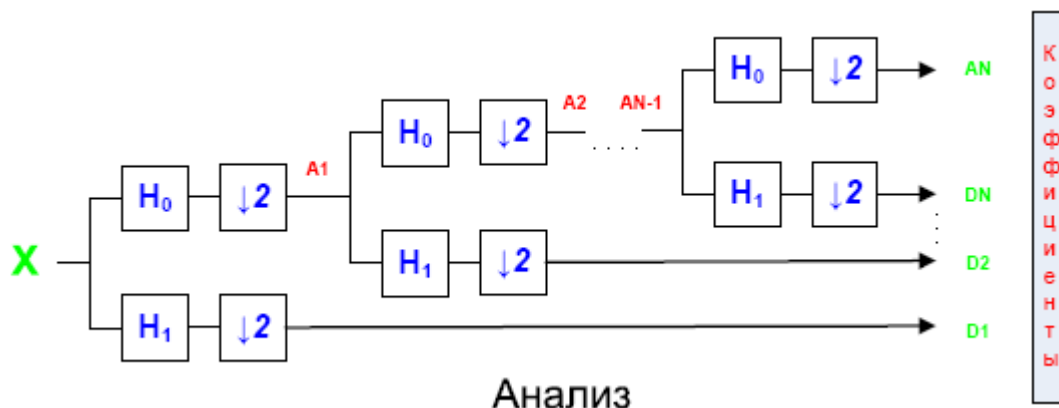 H₀ ↓2 AN
A2 AN-1
H₀ ↓2
A1
H₀ ↓2 H₁ ↓2 DN
X
H₁ ↓2 D2
H₁ ↓2 D1
Анализ
Коэффициенты